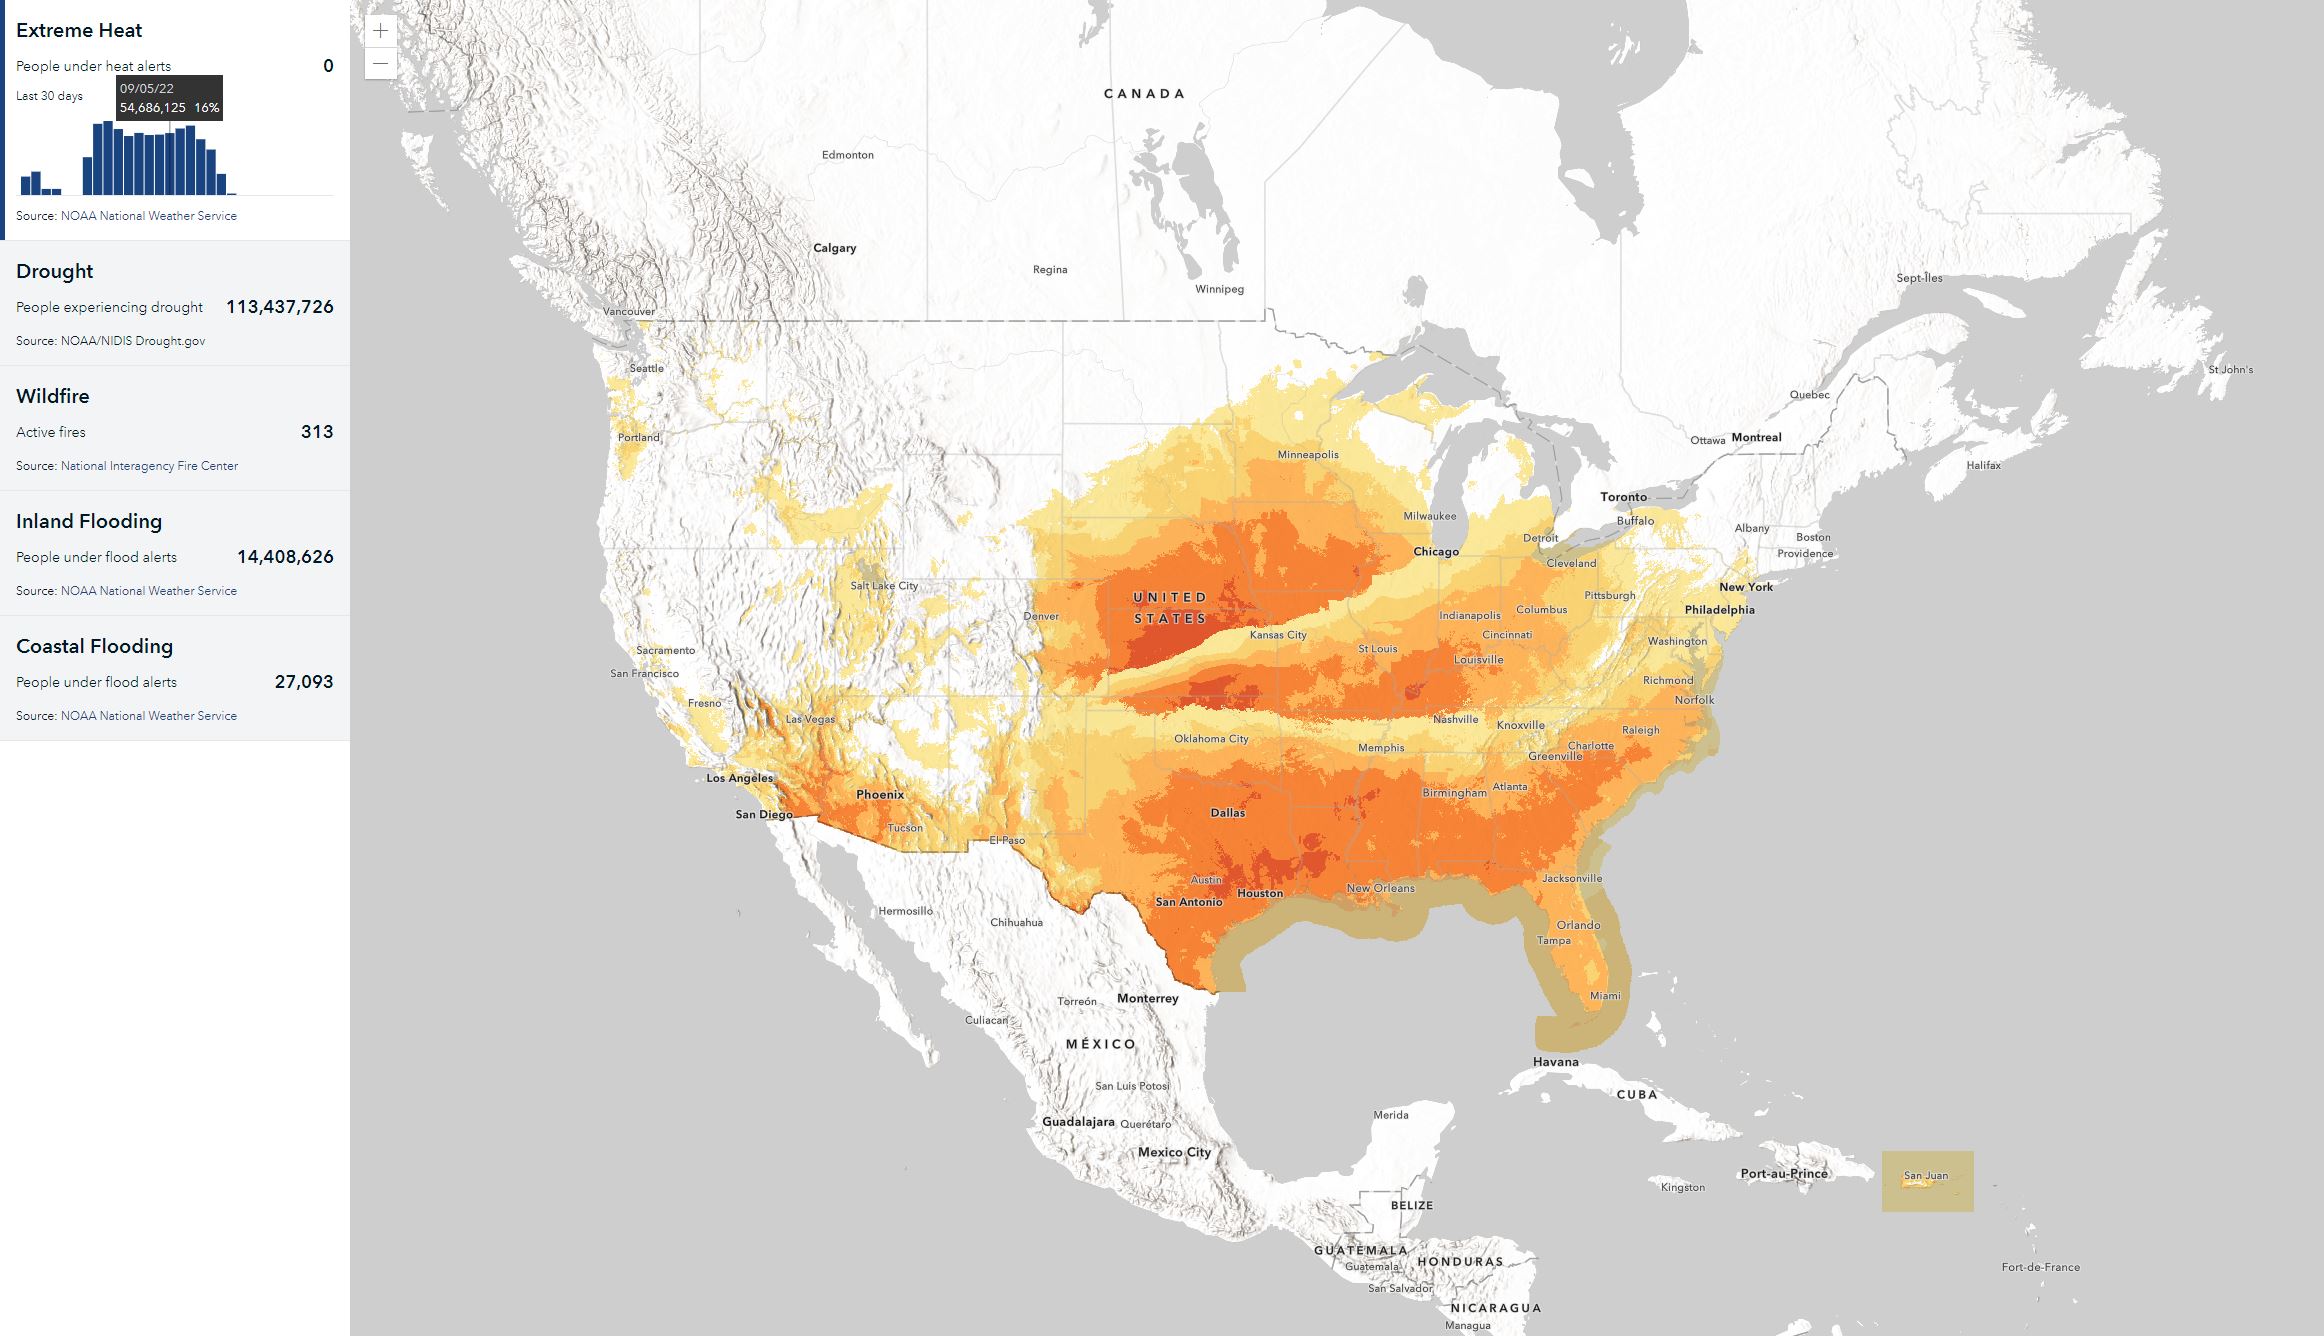 Extreme Heat
People under heat alerts 0
Last 30 days
09/05/22
54,686,125 16%
Source: NOAA National Weather Service
Drought
People experiencing drought 113,437,726
Source: NOAA/NIDIS Drought.gov
Wildfire
Active fires 313
Source: National Interagency Fire Center
Inland Flooding
People under flood alerts 14,408,626
Source: NOAA National Weather Service
Coastal Flooding
People under flood alerts 27,093
Source: NOAA National Weather Service
+
−
CANADA
Edmonton
Calgary
Regina
Winnipeg
Sept-Îles
Vancouver
Seattle
St John's
Quebec
Portland
Ottawa
Montreal
Minneapolis
Halifax
Toronto
Milwaukee
Buffalo
Albany
Detroit
Boston
Chicago
Providence
Cleveland
Salt Lake City
New York
UNITED
STATES
Pittsburgh
Denver
Indianapolis
Columbus
Philadelphia
Kansas City
Cincinnati
Washington
Sacramento
St Louis
Louisville
San Francisco
Richmond
Fresno
Norfolk
Las Vegas
Nashville
Knoxville
Raleigh
Oklahoma City
Memphis
Charlotte
Greenville
Los Angeles
Phoenix
Birmingham
Atlanta
San Diego
Dallas
Tucson
El Paso
Austin
Jacksonville
Houston
New Orleans
San Antonio
Hermosillo
Chihuahua
Orlando
Tampa
Miami
Torreón
Monterrey
Culiacan
MÉXICO
Havana
San Luis Potosi
CUBA
Merida
Guadalajara
Querétaro
Mexico City
Port-au-Prince
San Juan
Kingston
BELIZE
GUATEMALA
Guatemala
HONDURAS
Fort-de-France
San Salvador
NICARAGUA
Managua